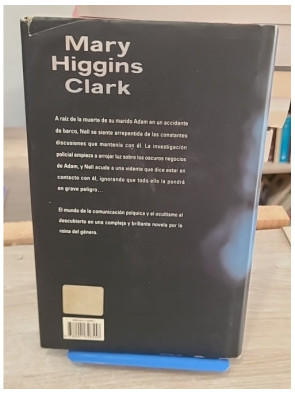 Mary
Higgins
Clark
A raíz de la muerte de su marido Adam en un accidente
de barco, Nell se siente arrepentida de las constantes
discusiones que mantenía con él. La investigación
policial empieza a arrojar luz sobre los oscuros negocios
de Adam, y Nell acude a una vidente que dice estar en
contacto con él, ignorando que todo ello la pondrá
en grave peligro...
El mundo de la comunicación psíquica y el ocultismo al
descubierto en una compleja y brillante novela por la
reina del género.